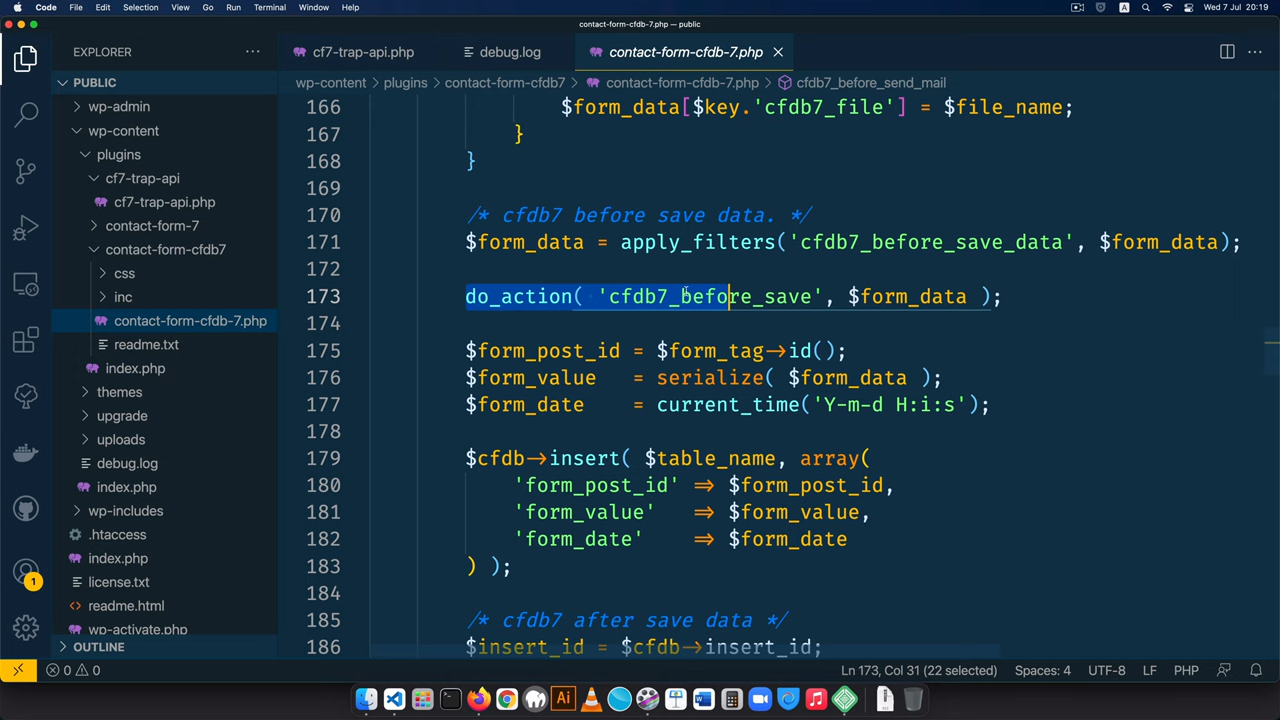 Code File Edit Selection View Go Run Terminal Window Help A Wed 7 Jul 20:19
contact-form-cfdb-7.php — public
EXPLORER
cf7-trap-api.php debug.log contact-form-cfdb-7.php
wp-content > plugins > contact-form-cfdb7 > contact-form-cfdb-7.php > cfdb7_before_send_mail
PUBLIC
wp-admin
wp-content
plugins
cf7-trap-api
cf7-trap-api.php
contact-form-7
contact-form-cfdb7
css
inc
contact-form-cfdb-7.php
readme.txt
index.php
themes
upgrade
uploads
debug.log
index.php
wp-includes
.htaccess
index.php
license.txt
readme.html
wp-activate.php
OUTLINE
1
166 $form_data[$key.'cfdb7_file'] = $file_name;
167 }
168 }
169
170 /* cfdb7 before save data. */
171 $form_data = apply_filters('cfdb7_before_save_data', $form_data);
172
173 do_action( 'cfdb7_before_save', $form_data );
174
175 $form_post_id = $form_tag->id();
176 $form_value = serialize( $form_data );
177 $form_date = current_time('Y-m-d H:i:s');
178
179 $cfdb->insert( $table_name, array(
180 'form_post_id' => $form_post_id,
181 'form_value' => $form_value,
182 'form_date' => $form_date
183 ) );
184
185 /* cfdb7 after save data */
186 $insert_id = $cfdb->insert_id;
0 0 Ln 173, Col 31 (22 selected) Spaces: 4 UTF-8 LF PHP
Ai W